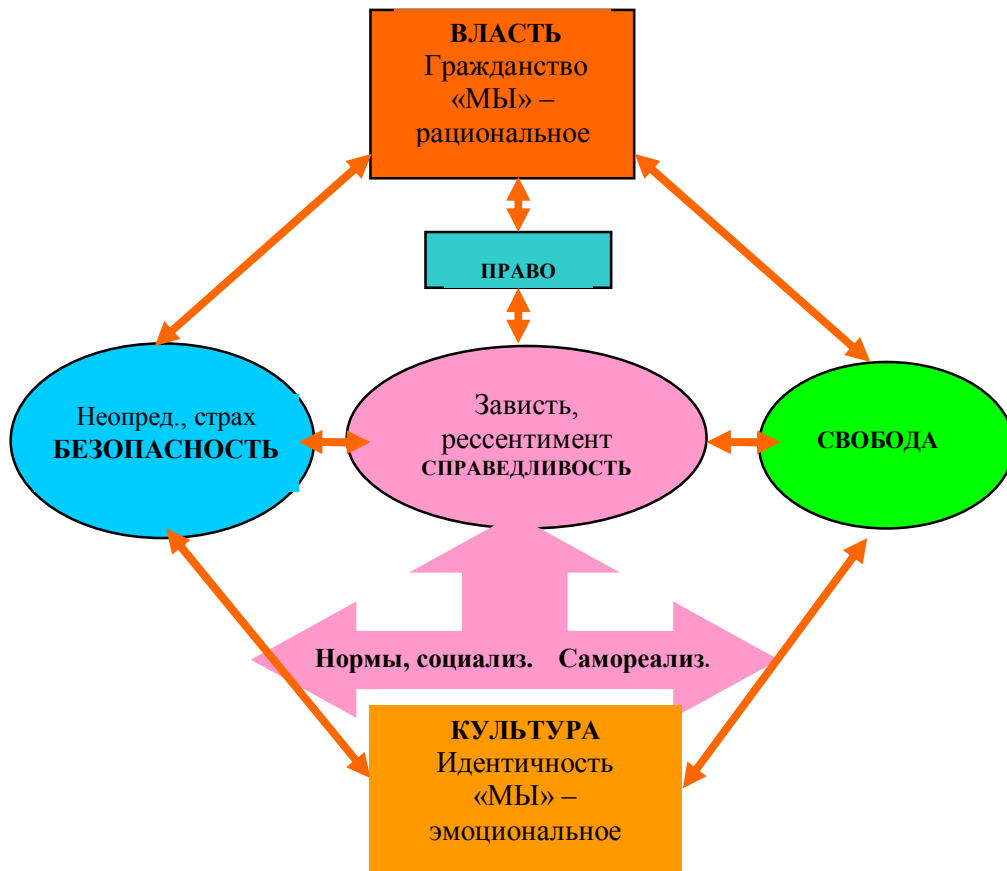 ВЛАСТЬ
Гражданство
«МЫ» –
рациональное
ПРАВО
Неопред., страх
БЕЗОПАСНОСТЬ
Зависть,
рессентимент
СПРАВЕДЛИВОСТЬ
СВОБОДА
Нормы, социализ. Самореализ.
КУЛЬТУРА
Идентичность
«МЫ» –
эмоциональное